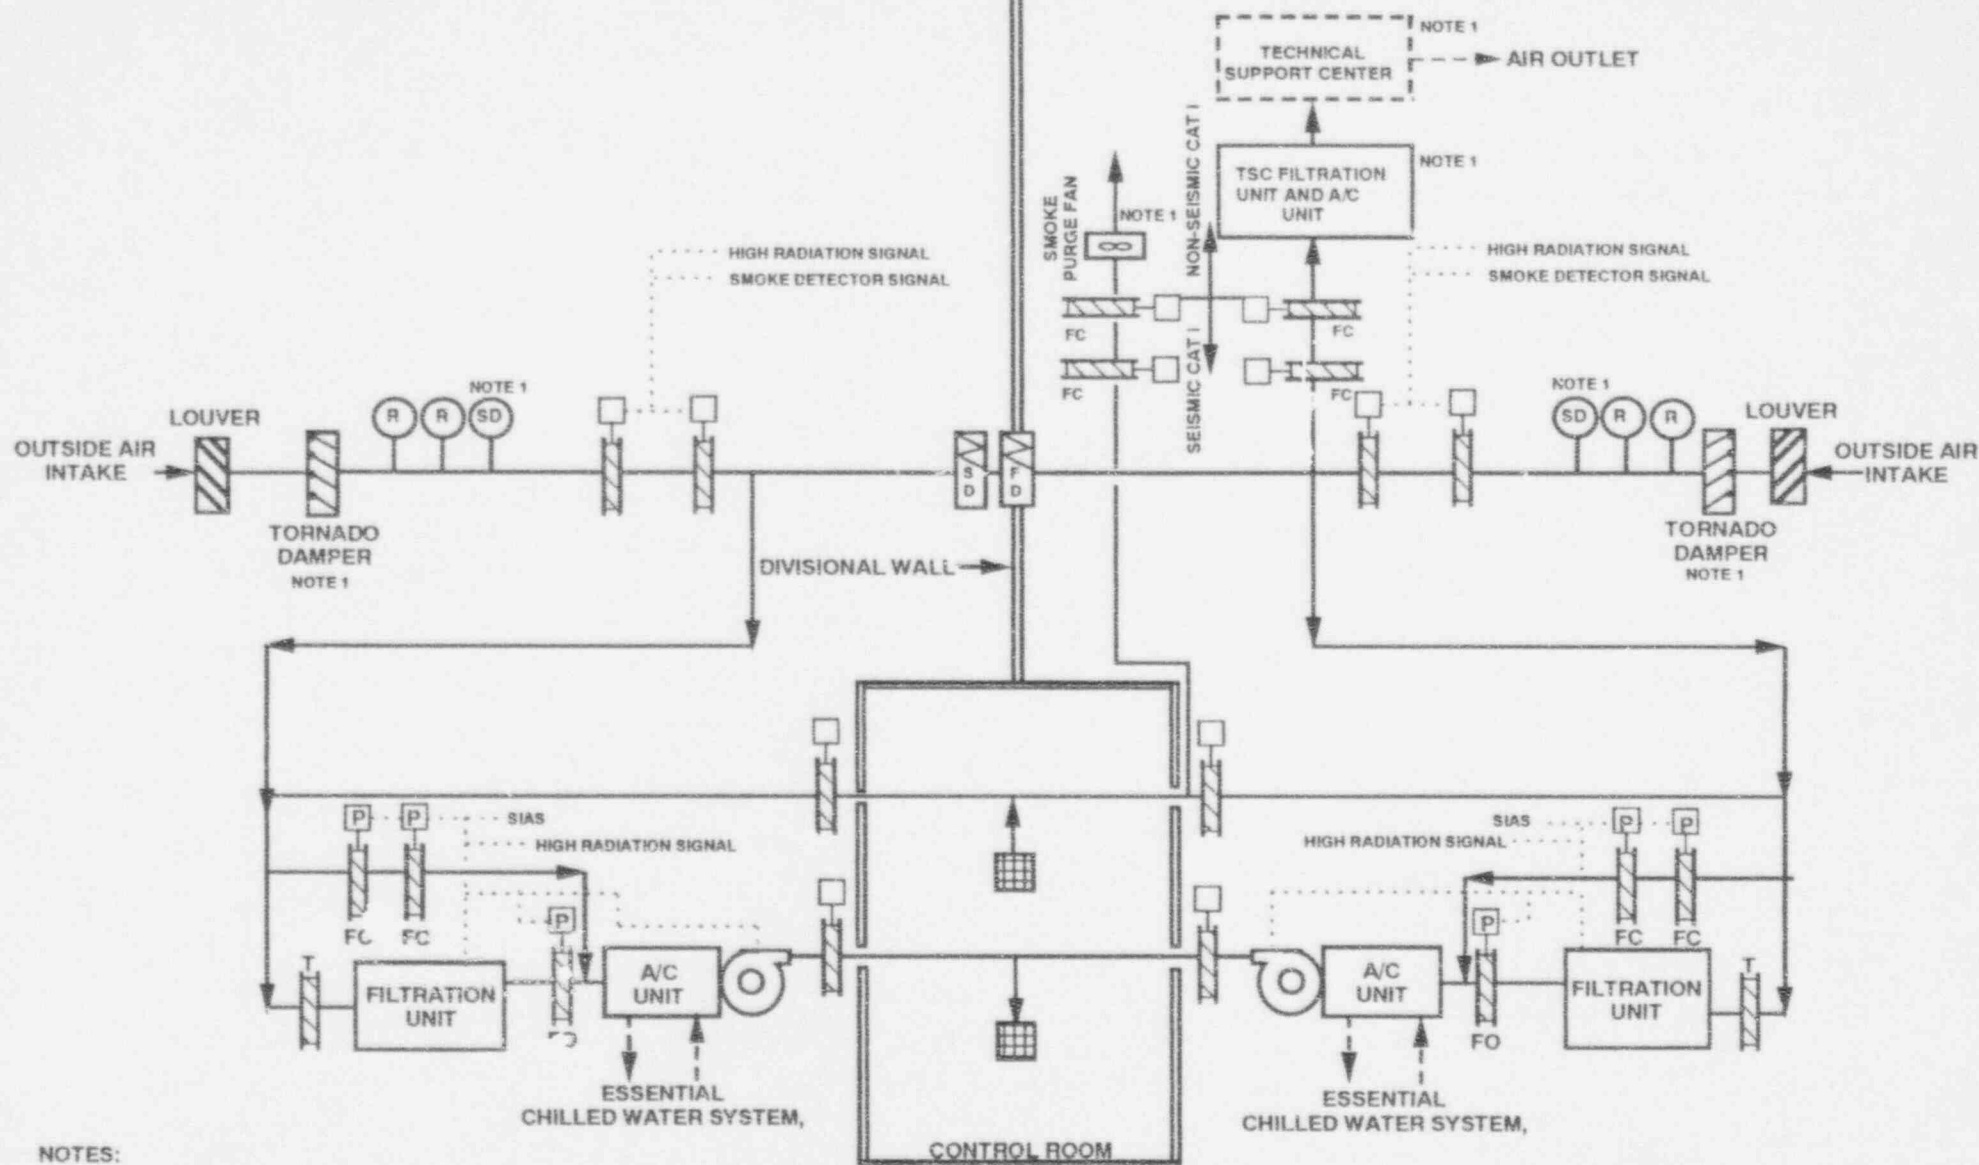 NOTE 1
TECHNICAL
SUPPORT CENTER
AIR OUTLET
NOTE 1
TSC FILTRATION
UNIT AND A/C
UNIT
SMOKE
PURGE FAN
NOTE 1
NON-SEISMIC CAT I
SEISMIC CAT I
HIGH RADIATION SIGNAL
SMOKE DETECTOR SIGNAL
HIGH RADIATION SIGNAL
SMOKE DETECTOR SIGNAL
FC
FC
FC
FC
LOUVER
OUTSIDE AIR
INTAKE
TORNADO
DAMPER
NOTE 1
R
R
SD
NOTE 1
S
D
F
D
NOTE 1
SD
R
R
LOUVER
OUTSIDE AIR
INTAKE
TORNADO
DAMPER
NOTE 1
DIVISIONAL WALL
P
P
SIAS
HIGH RADIATION SIGNAL
FC
FC
P
T
FILTRATION
UNIT
A/C
UNIT
ESSENTIAL
CHILLED WATER SYSTEM,
SIAS
P
P
HIGH RADIATION SIGNAL
FC
FC
P
T
A/C
UNIT
FO
FILTRATION
UNIT
ESSENTIAL
CHILLED WATER SYSTEM,
CONTROL ROOM
NOTES: